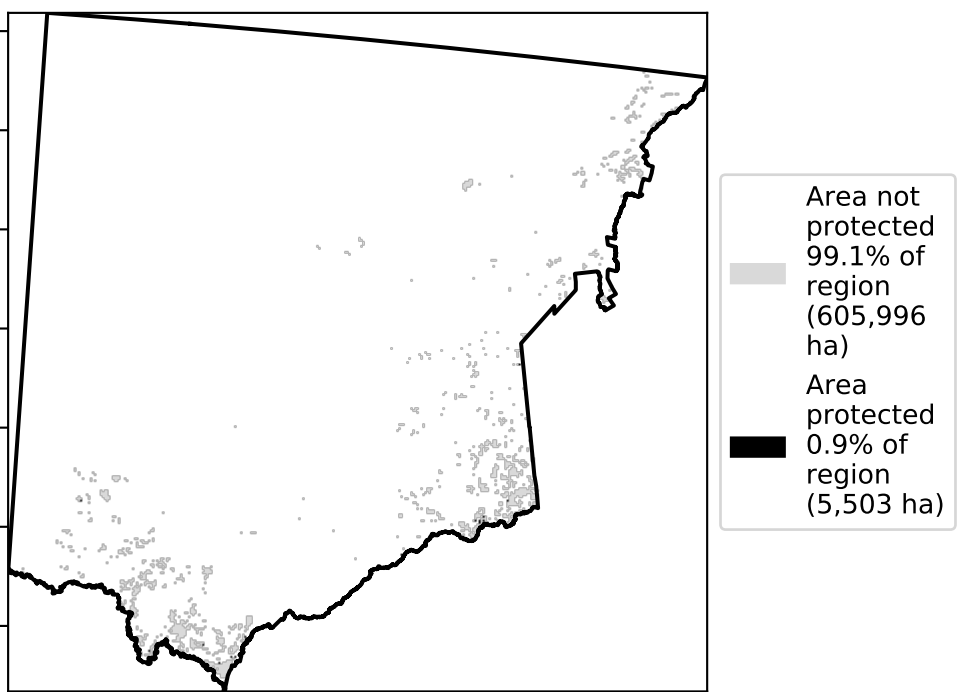 Area not
protected
99.1% of
region
(605,996
ha)
Area
protected
0.9% of
region
(5,503 ha)